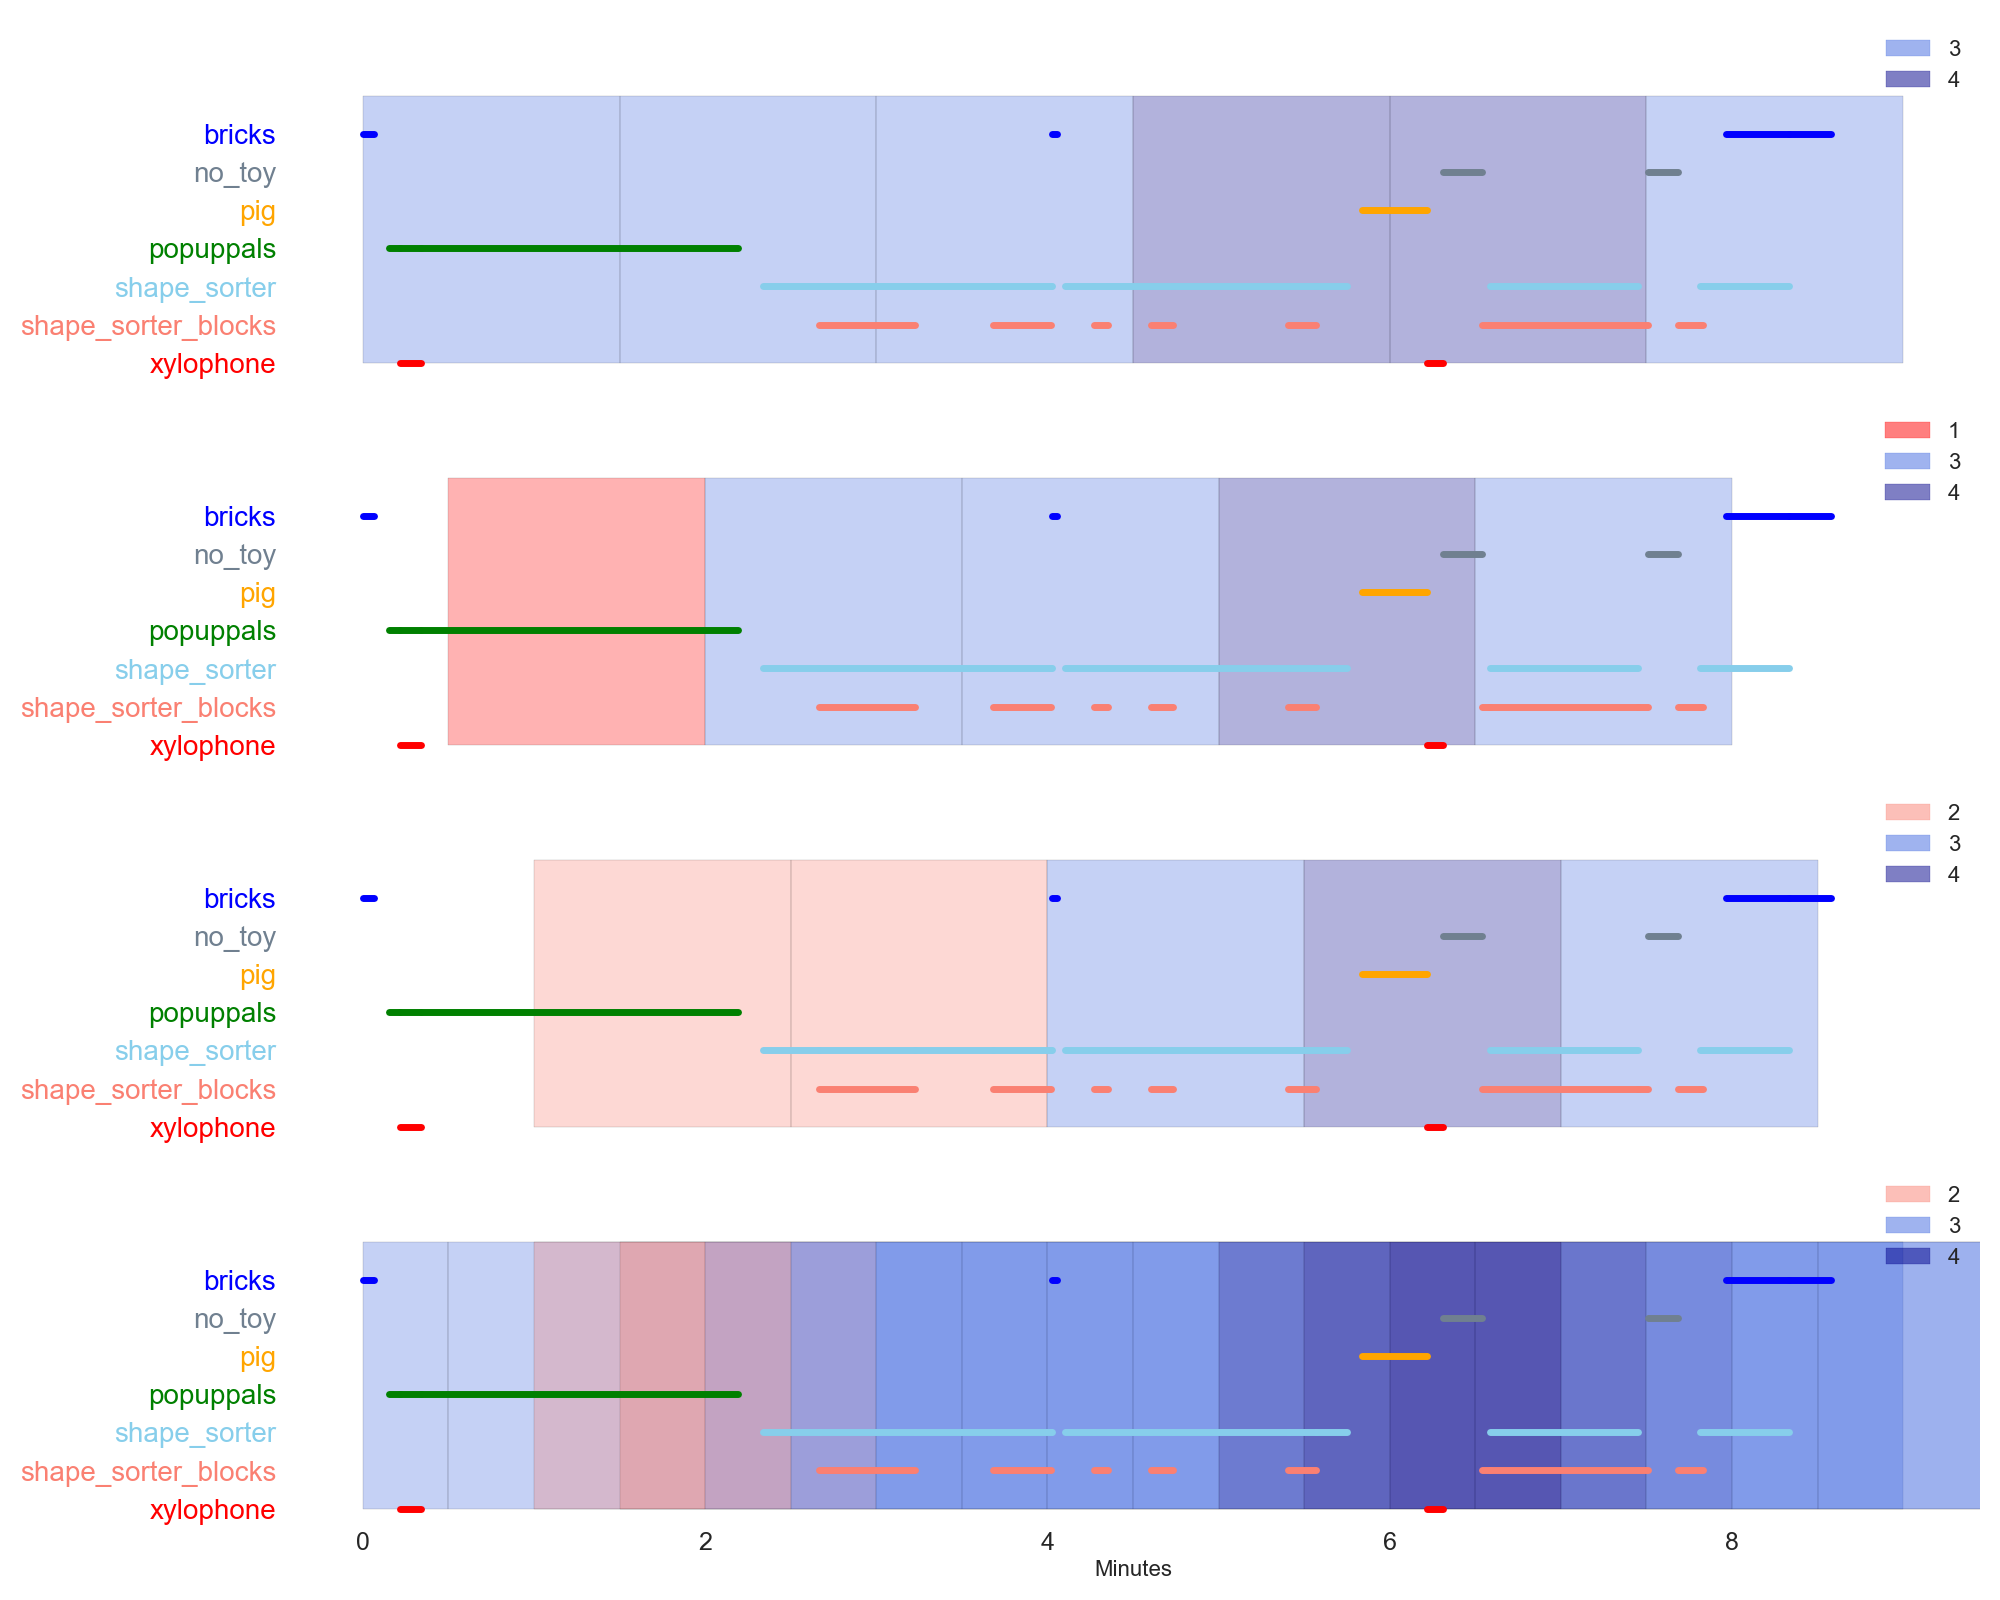 3
4
bricks
no_toy
pig
popuppals
shape_sorter
shape_sorter_blocks
xylophone
1
3
4
bricks
no_toy
pig
popuppals
shape_sorter
shape_sorter_blocks
xylophone
2
3
4
bricks
no_toy
pig
popuppals
shape_sorter
shape_sorter_blocks
xylophone
2
3
4
bricks
no_toy
pig
popuppals
shape_sorter
shape_sorter_blocks
xylophone
0 2 4 6 8
Minutes